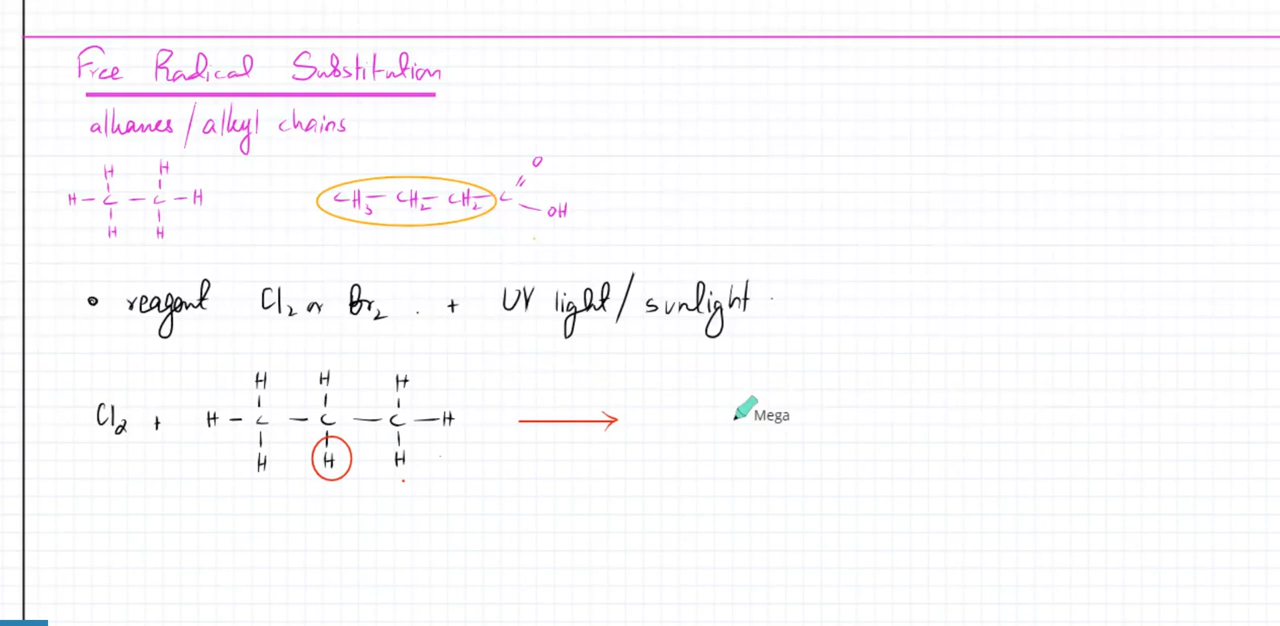 Free Radical Substitution
alkanes / alkyl chains
H H O
H – C – C – H CH3 – CH2 – CH2 – C
H H OH
• reagent Cl2 or Br2 . + UV light / sunlight .
H H H
Cl2 + H – C – C – C – H → Mega
H H H